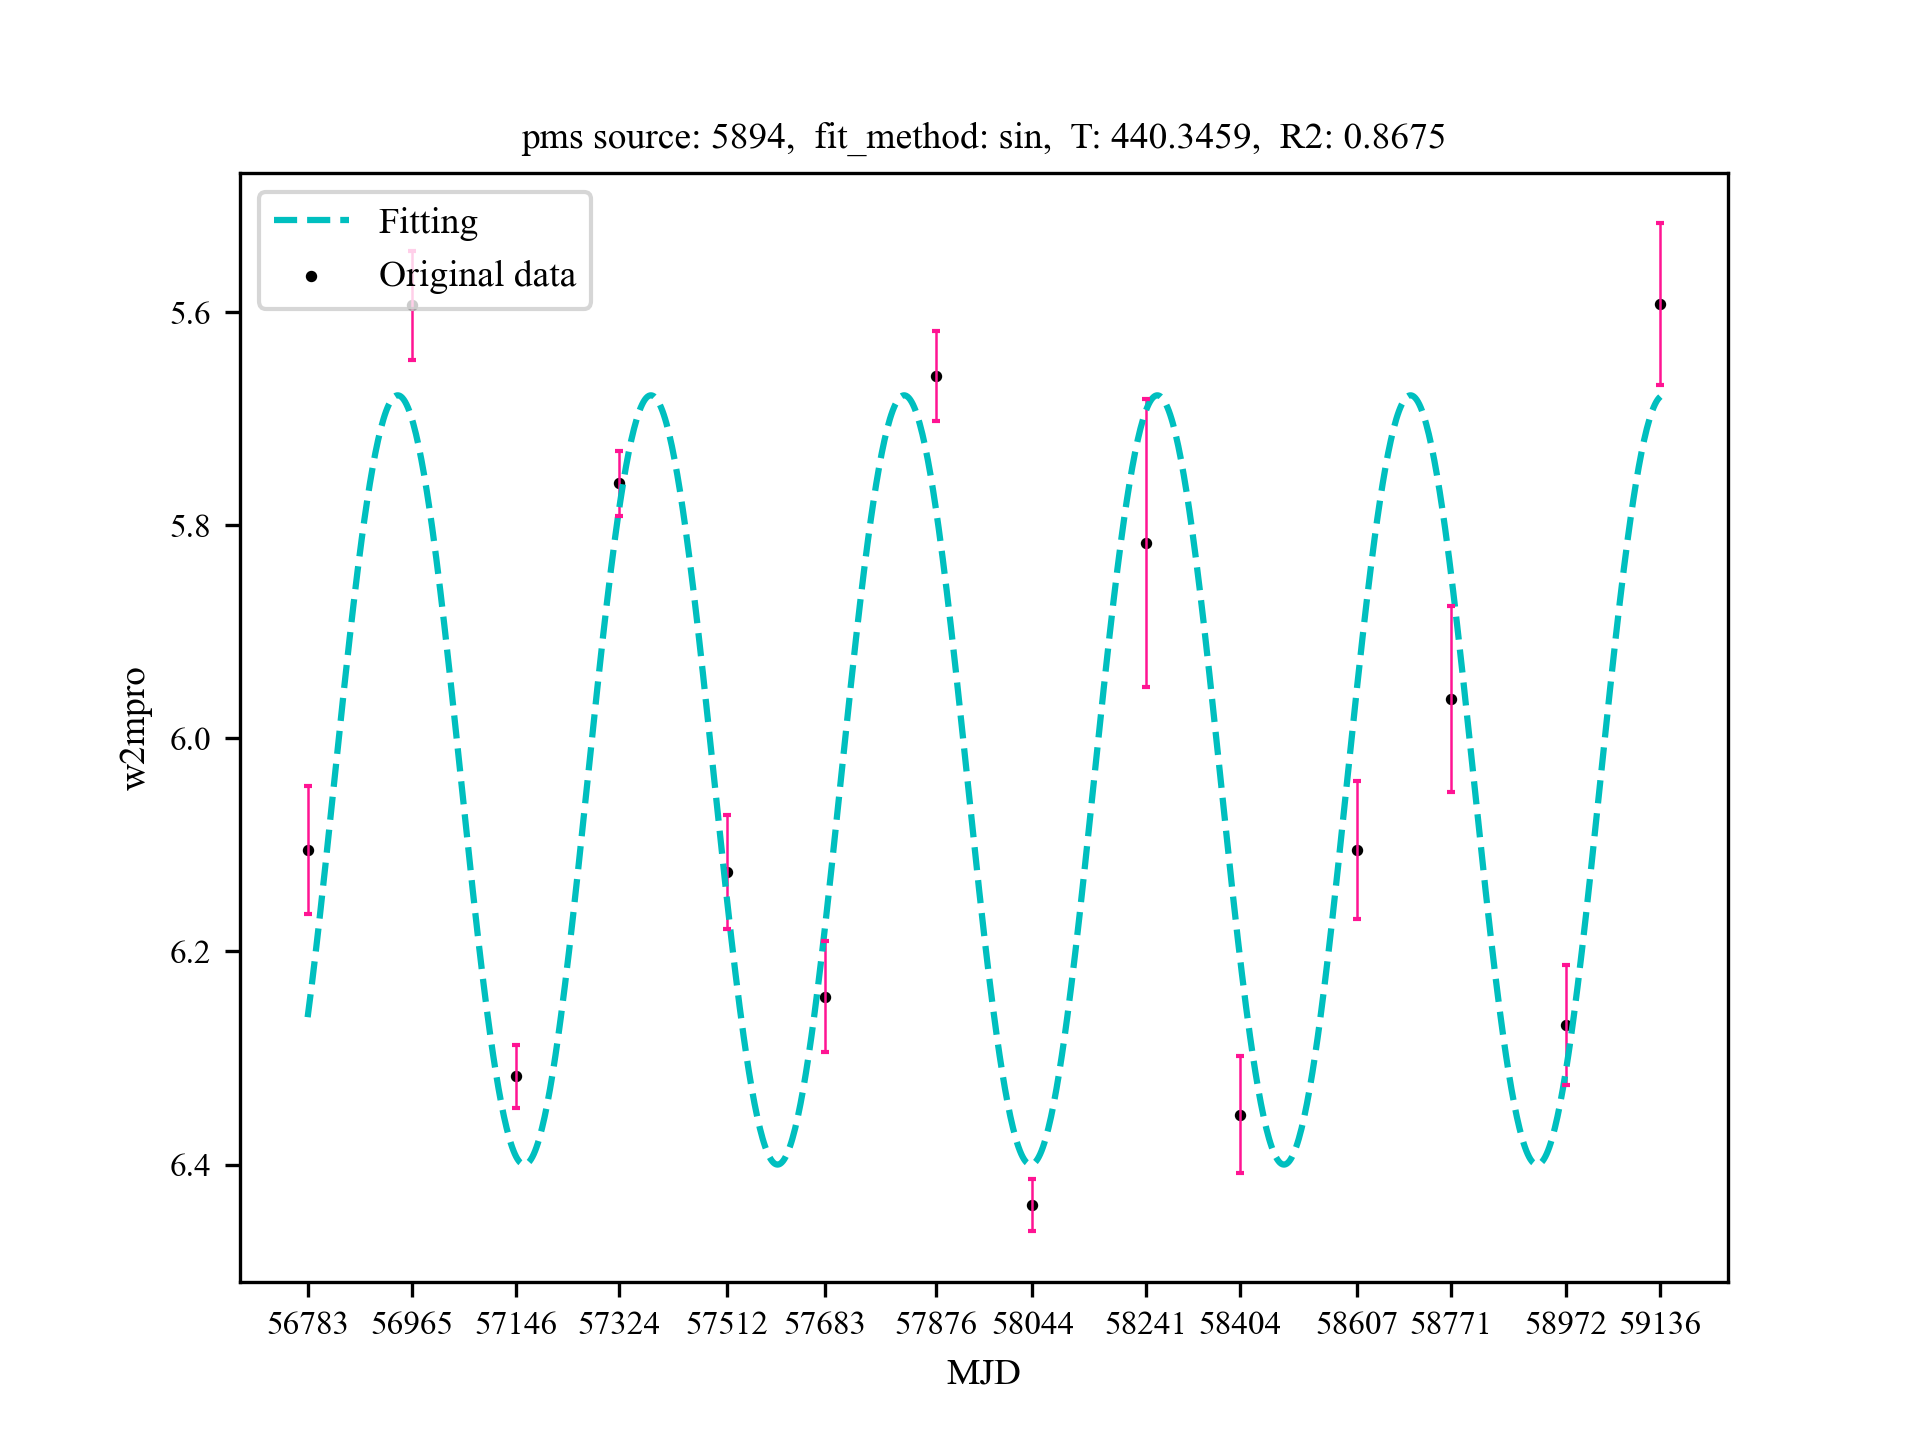 pms source: 5894,  fit_method: sin,  T: 440.3459,  R2: 0.8675
Fitting
Original data
5.6
5.8
6.0
6.2
6.4
w2mpro
56783 56965 57146 57324 57512 57683 57876 58044 58241 58404 58607 58771 58972 59136
MJD